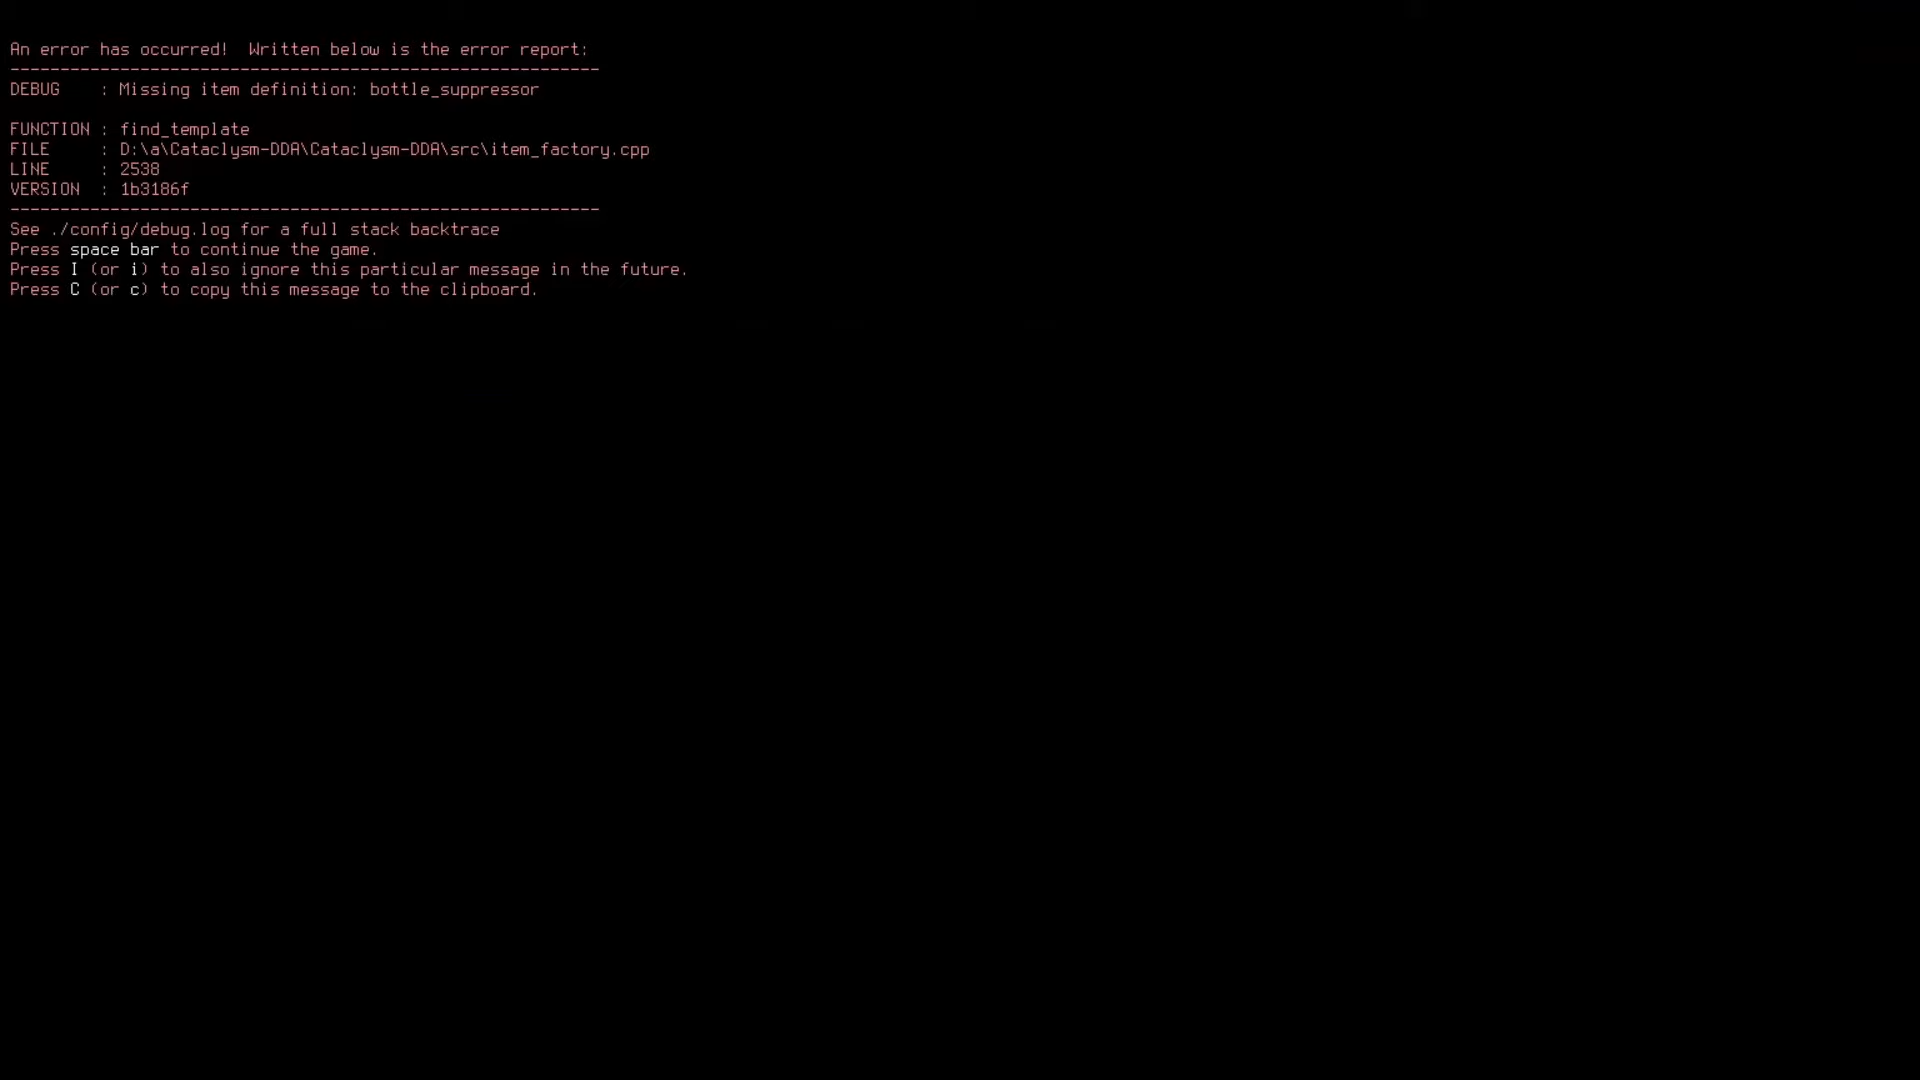 An error has occurred!  Written below is the error report:
-----------------------------------------------------------
DEBUG    : Missing item definition: bottle_suppressor
FUNCTION : find_template
FILE     : D:\a\Cataclysm-DDA\Cataclysm-DDA\src\item_factory.cpp
LINE     : 2538
VERSION  : 1b3186f
-----------------------------------------------------------
See ./config/debug.log for a full stack backtrace
Press space bar to continue the game.
Press I (or i) to also ignore this particular message in the future.
Press C (or c) to copy this message to the clipboard.